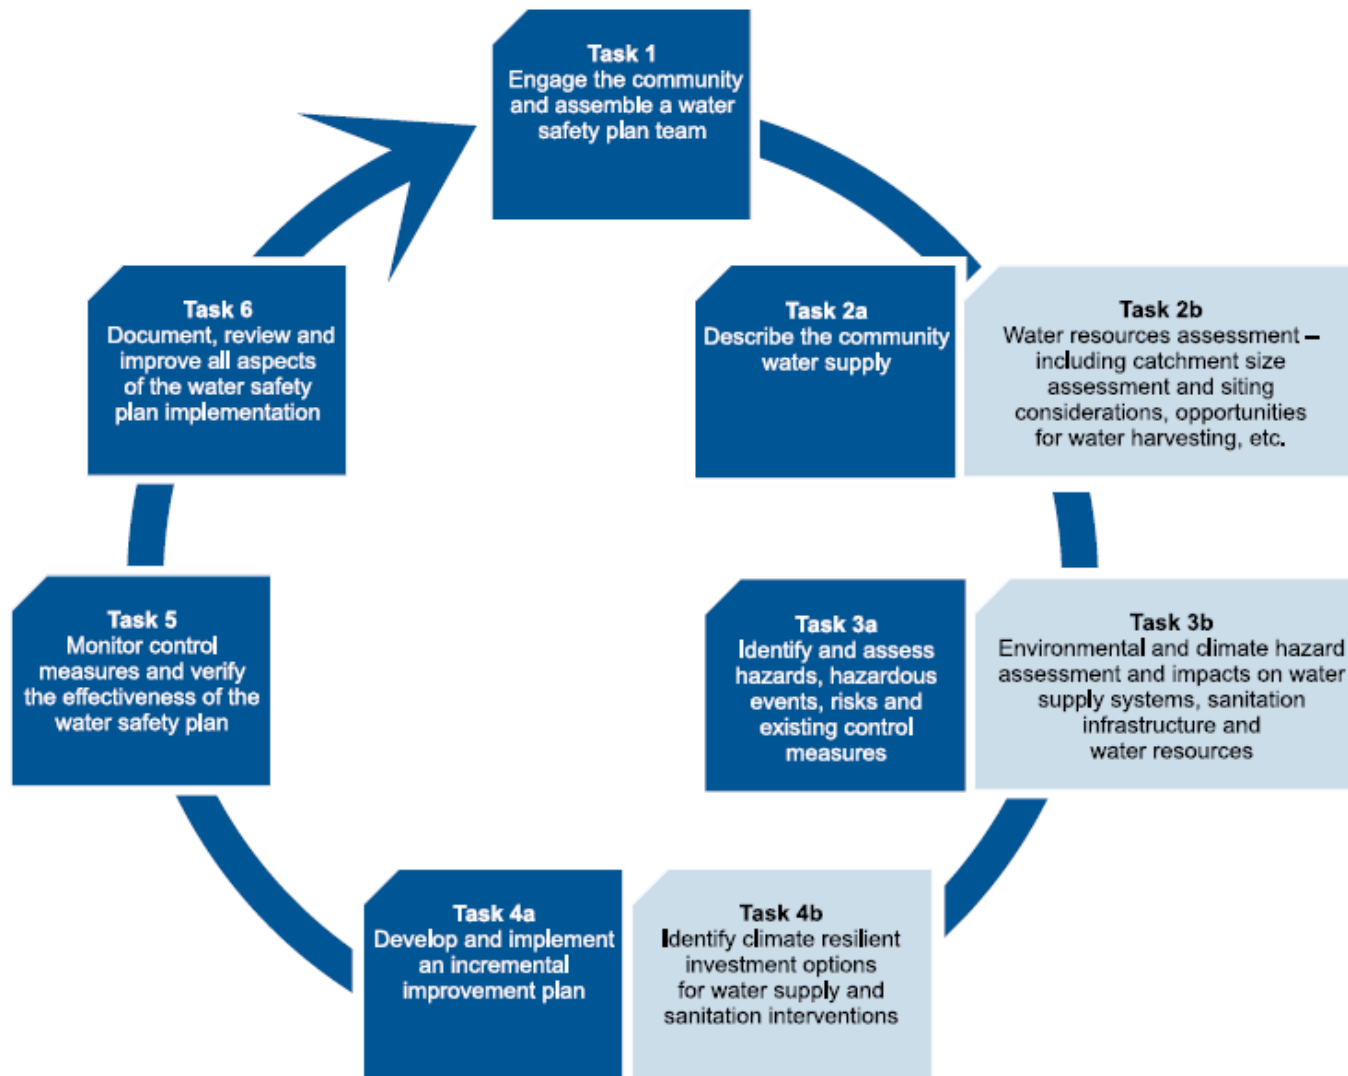 Task 1
Engage the community
and assemble a water
safety plan team
Task 2a
Describe the community
water supply
Task 2b
Water resources assessment –
including catchment size
assessment and siting
considerations, opportunities
for water harvesting, etc.
Task 3a
Identify and assess
hazards, hazardous
events, risks and
existing control
measures
Task 3b
Environmental and climate hazard
assessment and impacts on water
supply systems, sanitation
infrastructure and
water resources
Task 4a
Develop and implement
an incremental
improvement plan
Task 4b
Identify climate resilient
investment options
for water supply and
sanitation interventions
Task 5
Monitor control
measures and verify
the effectiveness of the
water safety plan
Task 6
Document, review and
improve all aspects
of the water safety
plan implementation